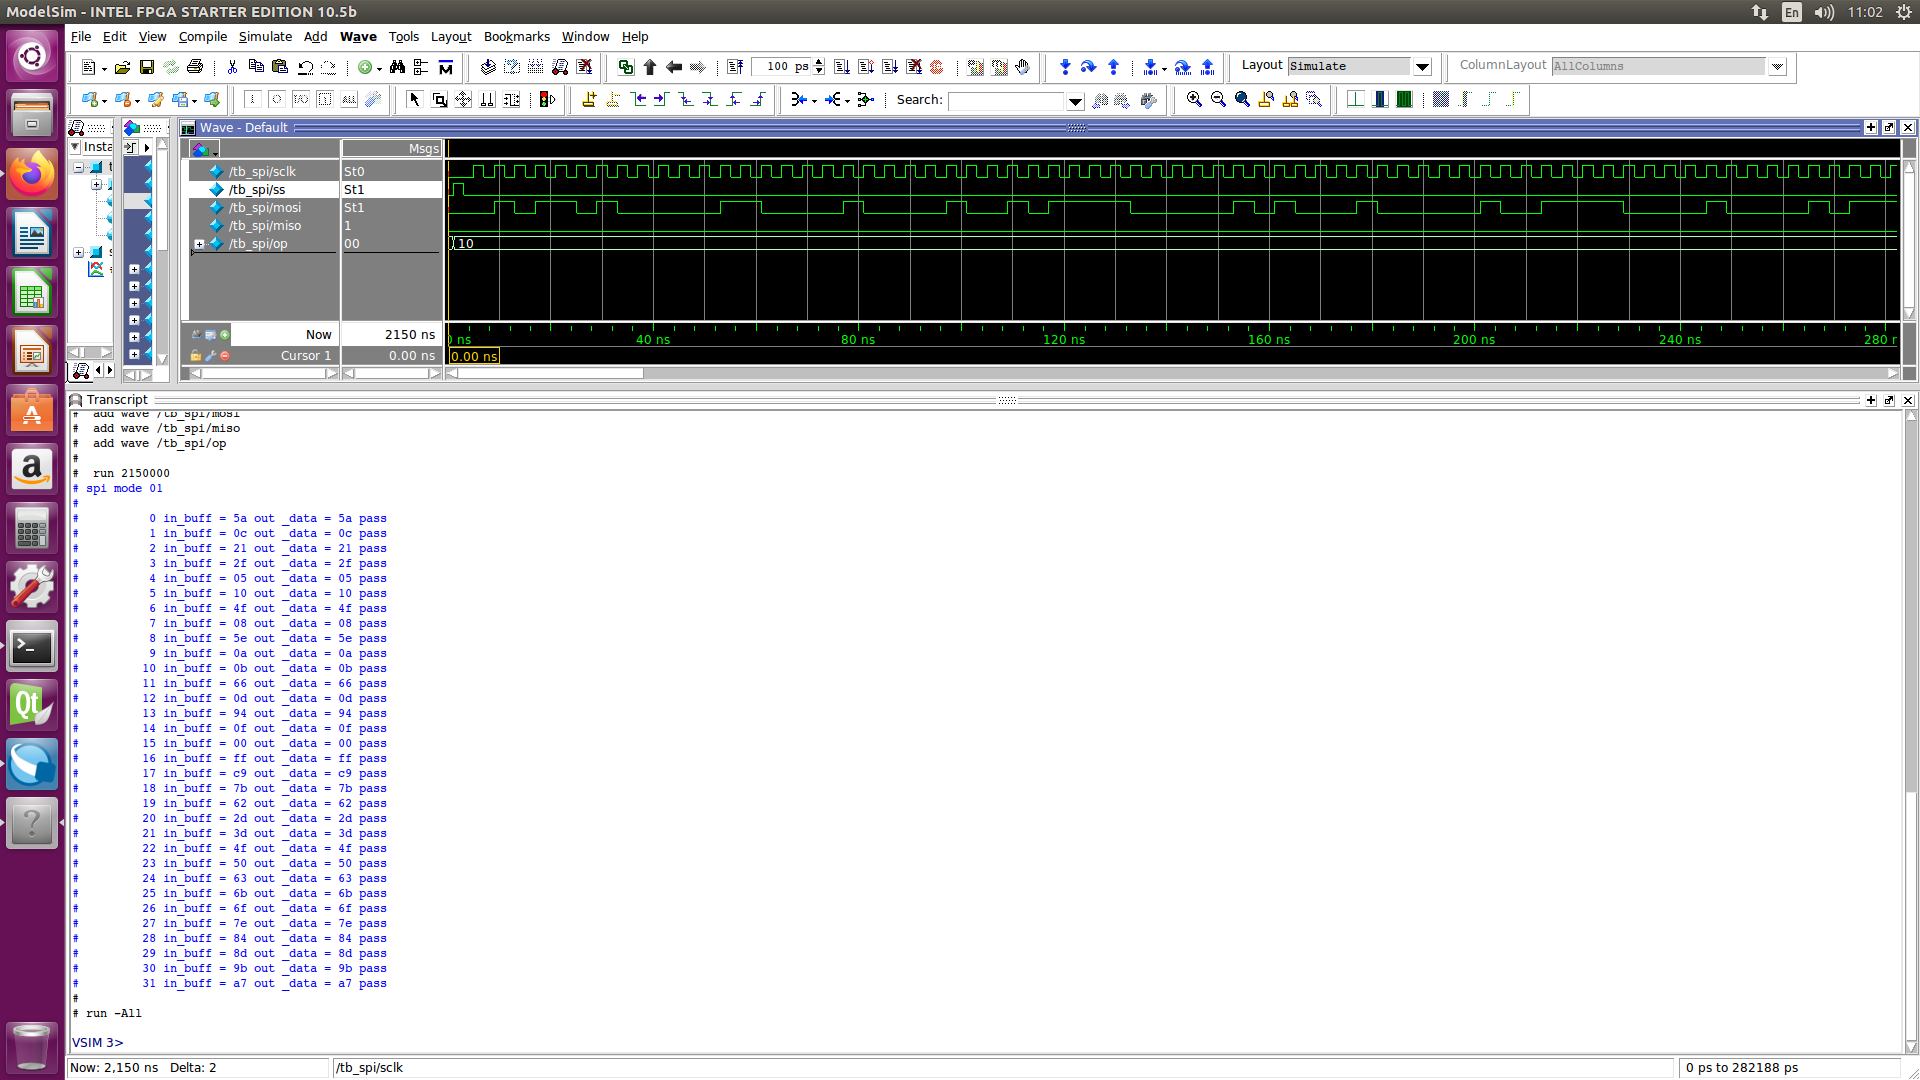 ModelSim - INTEL FPGA STARTER EDITION 10.5b
En 11:02
File Edit View Compile Simulate Add Wave Tools Layout Bookmarks Window Help
100 ps
Layout Simulate
ColumnLayout AllColumns
Search:
Wave - Default
Insta
Msgs
/tb_spi/sclk St0
/tb_spi/ss St1
/tb_spi/mosi St1
/tb_spi/miso 1
/tb_spi/op 00
10
Now 2150 ns
40 ns 80 ns 120 ns 160 ns 200 ns 240 ns
Cursor 1 0.00 ns
0.00 ns
Transcript
# add wave /tb_spi/mosi
# add wave /tb_spi/miso
# add wave /tb_spi/op
#
# run 2150000
# spi mode 01
#
# 0 in_buff = 5a out _data = 5a pass
# 1 in_buff = 0c out _data = 0c pass
# 2 in_buff = 21 out _data = 21 pass
# 3 in_buff = 2f out _data = 2f pass
# 4 in_buff = 05 out _data = 05 pass
# 5 in_buff = 10 out _data = 10 pass
# 6 in_buff = 4f out _data = 4f pass
# 7 in_buff = 08 out _data = 08 pass
# 8 in_buff = 5e out _data = 5e pass
# 9 in_buff = 0a out _data = 0a pass
# 10 in_buff = 0b out _data = 0b pass
# 11 in_buff = 66 out _data = 66 pass
# 12 in_buff = 0d out _data = 0d pass
# 13 in_buff = 94 out _data = 94 pass
# 14 in_buff = 0f out _data = 0f pass
# 15 in_buff = 00 out _data = 00 pass
# 16 in_buff = ff out _data = ff pass
# 17 in_buff = c9 out _data = c9 pass
# 18 in_buff = 7b out _data = 7b pass
# 19 in_buff = 62 out _data = 62 pass
# 20 in_buff = 2d out _data = 2d pass
# 21 in_buff = 3d out _data = 3d pass
# 22 in_buff = 4f out _data = 4f pass
# 23 in_buff = 50 out _data = 50 pass
# 24 in_buff = 63 out _data = 63 pass
# 25 in_buff = 6b out _data = 6b pass
# 26 in_buff = 6f out _data = 6f pass
# 27 in_buff = 7e out _data = 7e pass
# 28 in_buff = 84 out _data = 84 pass
# 29 in_buff = 8d out _data = 8d pass
# 30 in_buff = 9b out _data = 9b pass
# 31 in_buff = a7 out _data = a7 pass
#
# run -All
VSIM 3>
Now: 2,150 ns Delta: 2
/tb_spi/sclk
0 ps to 282188 ps